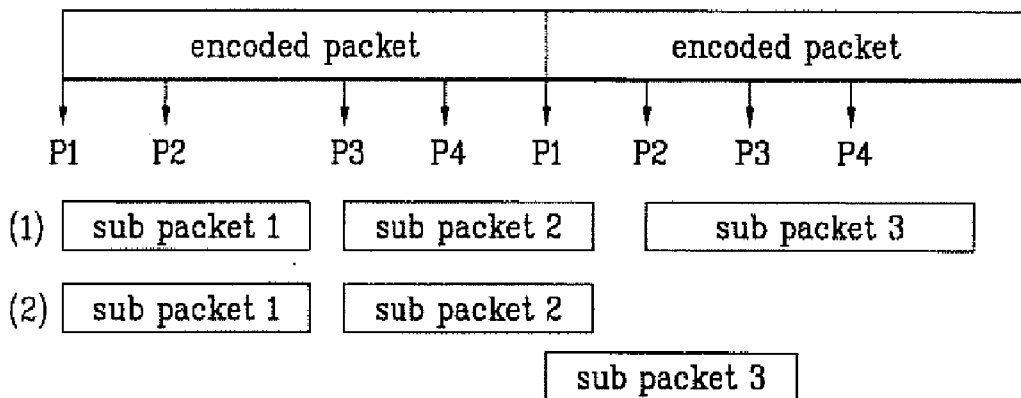 encoded packet encoded packet
P1 P2 P3 P4 P1 P2 P3 P4
(1) sub packet 1 sub packet 2 sub packet 3
(2) sub packet 1 sub packet 2
sub packet 3